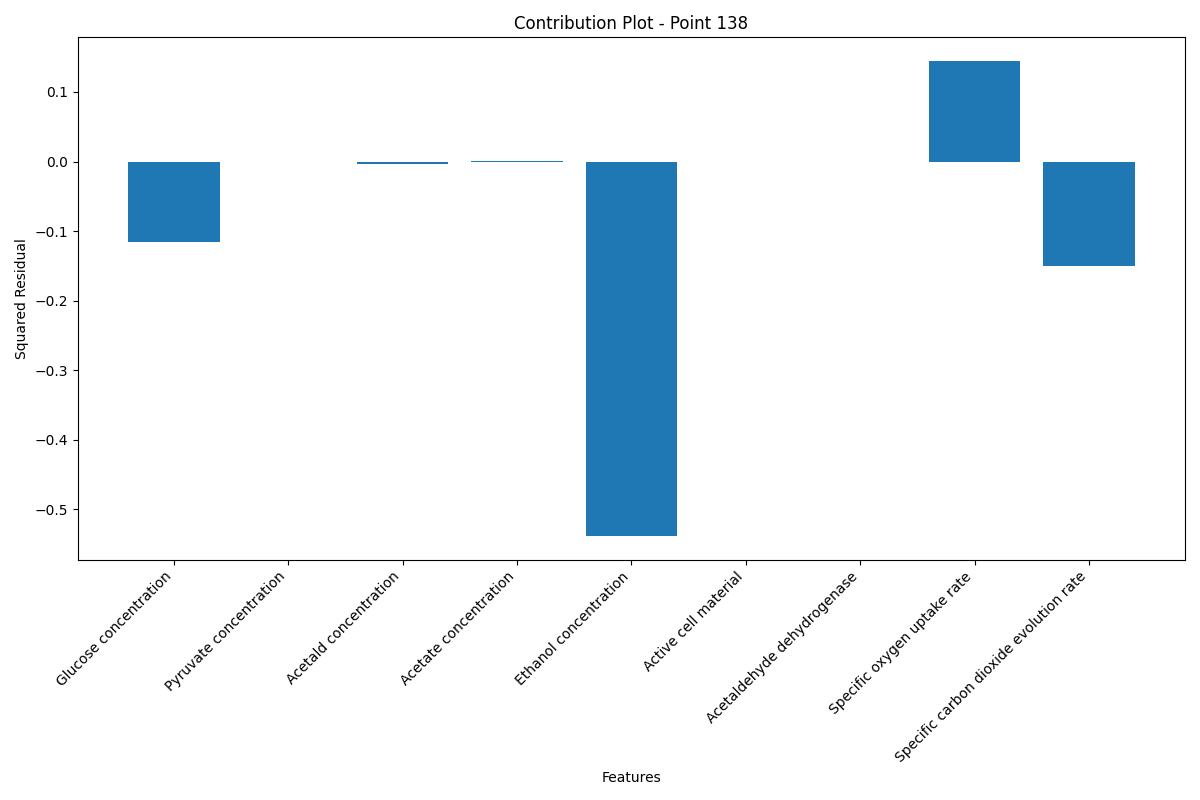 Contribution Plot - Point 138
Squared Residual
0.1
0.0
−0.1
−0.2
−0.3
−0.4
−0.5
Glucose concentration
Pyruvate concentration
Acetald concentration
Acetate concentration
Ethanol concentration
Active cell material
Acetaldehyde dehydrogenase
Specific oxygen uptake rate
Specific carbon dioxide evolution rate
Features